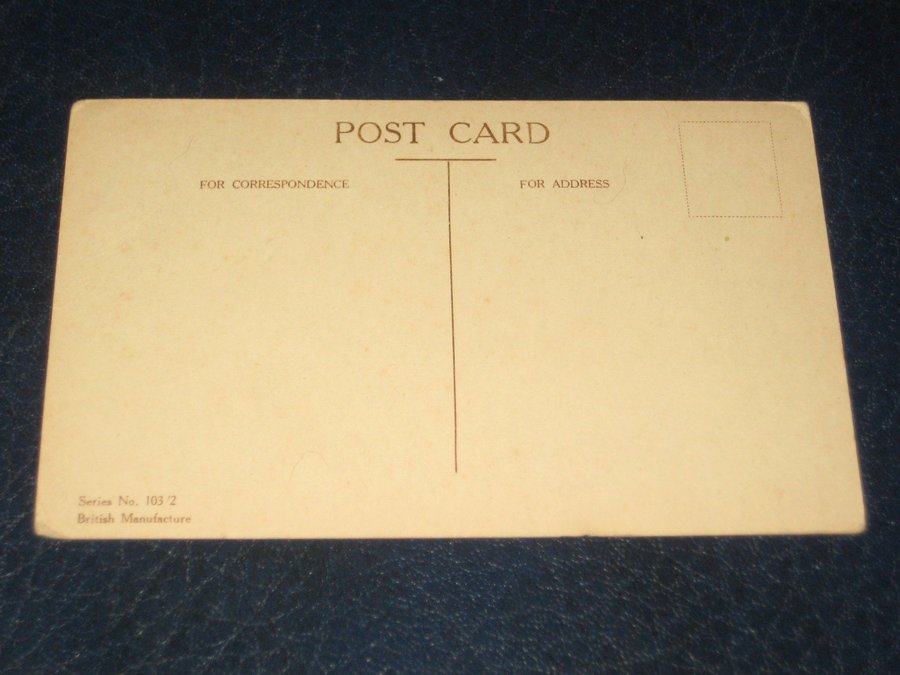 POST CARD
FOR CORRESPONDENCE
FOR ADDRESS
Series No. 103/2
British Manufacture